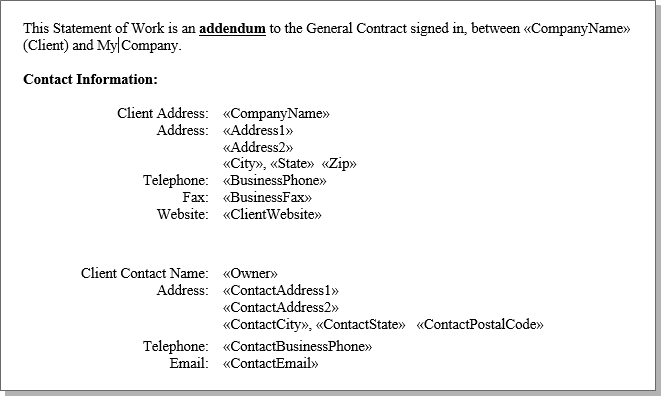 This Statement of Work is an addendum to the General Contract signed in, between «CompanyName»
(Client) and My Company.
Contact Information:
Client Address: «CompanyName»
Address: «Address1»
«Address2»
«City», «State» «Zip»
Telephone: «BusinessPhone»
Fax: «BusinessFax»
Website: «ClientWebsite»
Client Contact Name: «Owner»
Address: «ContactAddress1»
«ContactAddress2»
«ContactCity», «ContactState» «ContactPostalCode»
Telephone: «ContactBusinessPhone»
Email: «ContactEmail»